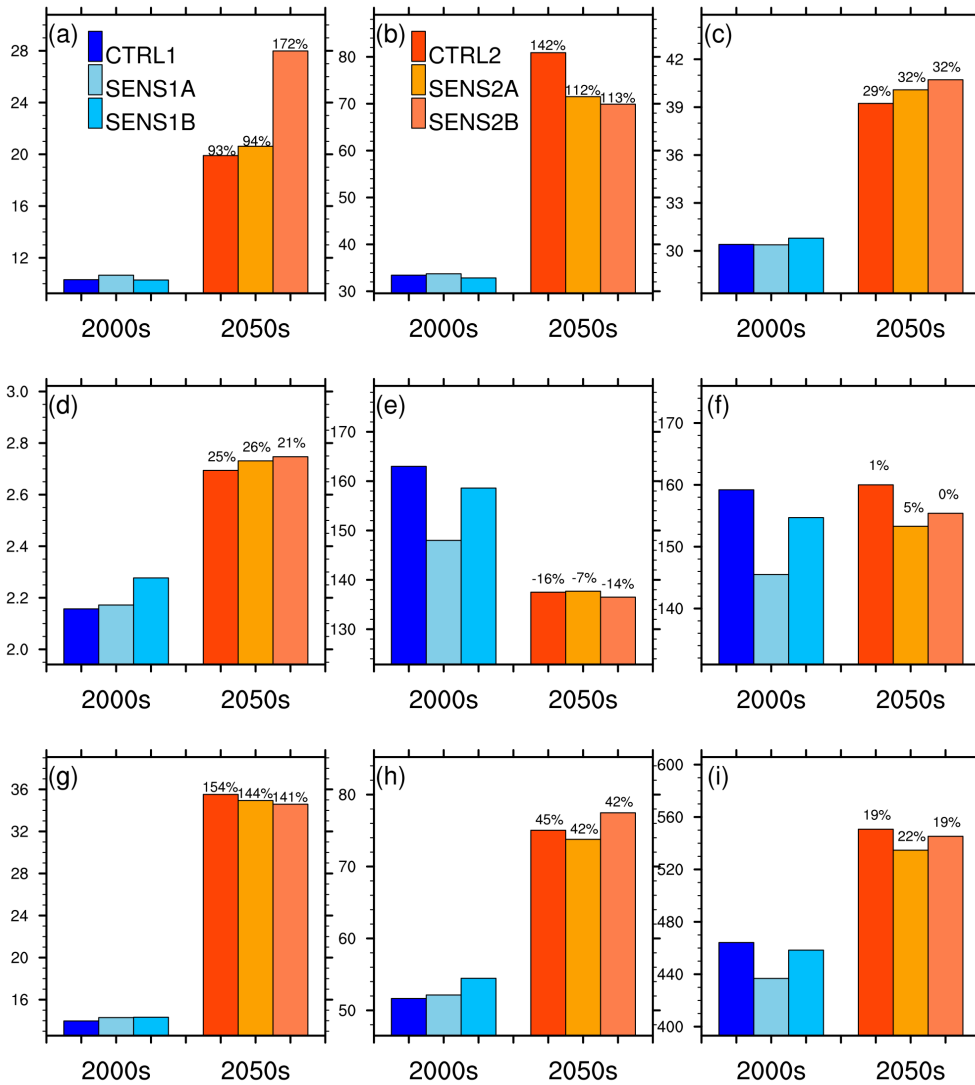 (a)
CTRL1
SENS1A
SENS1B
28
24
20
16
12
93%
94%
172%
2000s
2050s
(b)
CTRL2
SENS2A
SENS2B
80
70
60
50
40
30
142%
112%
113%
2000s
2050s
(c)
42
39
36
33
30
29%
32%
32%
2000s
2050s
(d)
3.0
2.8
2.6
2.4
2.2
2.0
25%
26%
21%
2000s
2050s
(e)
170
160
150
140
130
-16%
-7%
-14%
2000s
2050s
(f)
170
160
150
140
1%
5%
0%
2000s
2050s
(g)
36
34
24
24
14
154%
144%
141%
2000s
2050s
(h)
80
70
60
50
45%
42%
42%
2000s
2050s
(i)
600
560
520
480
440
400
19%
22%
19%
2000s
2050s